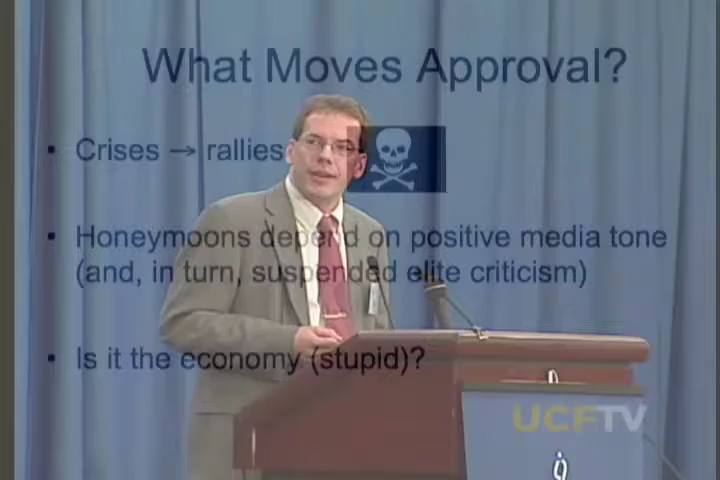 What Moves Approval?
• Crises → rallies
• Honeymoons depend on positive media tone
(and, in turn, suspended elite criticism)
• Is it the economy (stupid)?
UCFTV